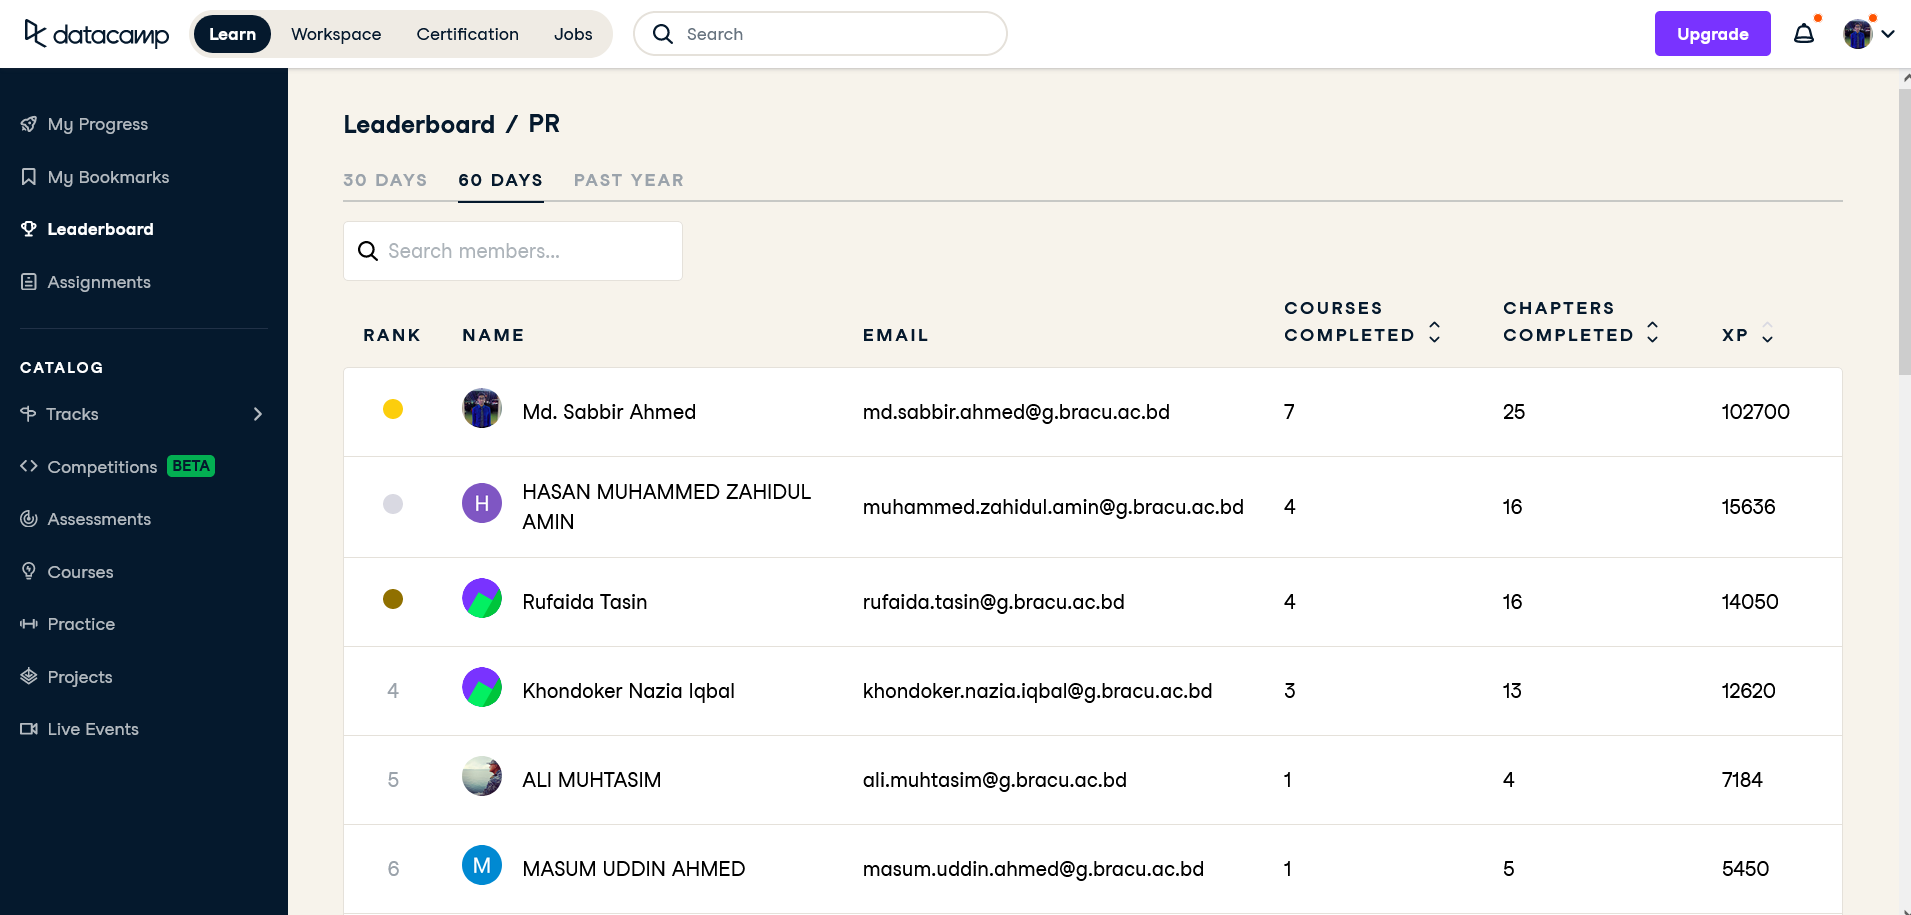 datacamp
Learn Workspace Certification Jobs
Search
Upgrade
My Progress
My Bookmarks
Leaderboard
Assignments
CATALOG
Tracks
Competitions BETA
Assessments
Courses
Practice
Projects
Live Events
Leaderboard / PR
30 DAYS 60 DAYS PAST YEAR
Search members...
RANK NAME EMAIL COURSES COMPLETED CHAPTERS COMPLETED XP
Md. Sabbir Ahmed md.sabbir.ahmed@g.bracu.ac.bd 7 25 102700
H HASAN MUHAMMED ZAHIDUL AMIN muhammed.zahidul.amin@g.bracu.ac.bd 4 16 15636
Rufaida Tasin rufaida.tasin@g.bracu.ac.bd 4 16 14050
4 Khondoker Nazia Iqbal khondoker.nazia.iqbal@g.bracu.ac.bd 3 13 12620
5 ALI MUHTASIM ali.muhtasim@g.bracu.ac.bd 1 4 7184
6 M MASUM UDDIN AHMED masum.uddin.ahmed@g.bracu.ac.bd 1 5 5450